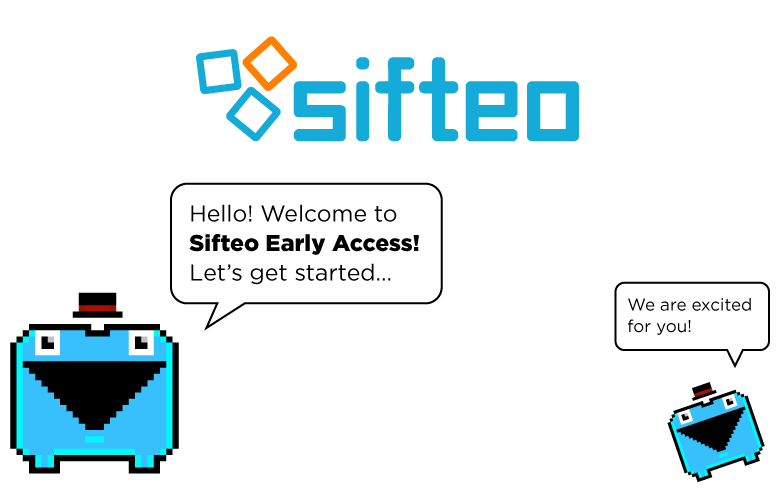 sifteo
Hello! Welcome to
Sifteo Early Access!
Let’s get started...
We are excited
for you!